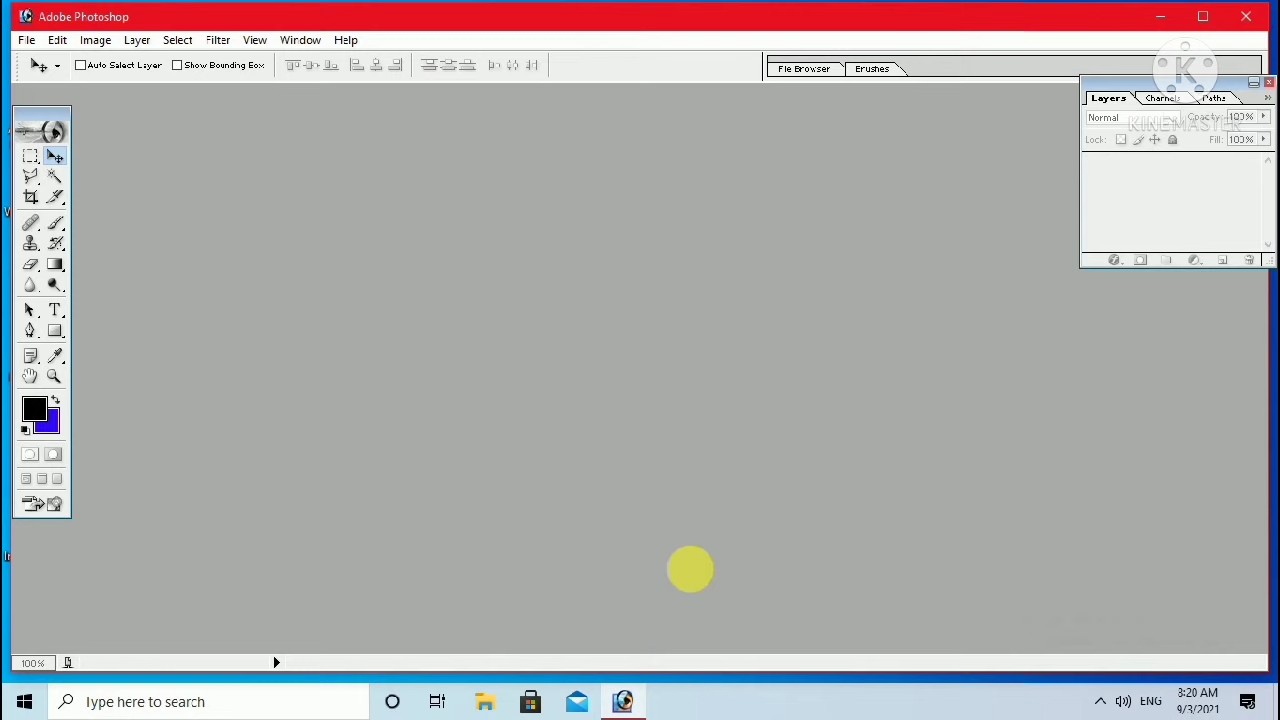 Adobe Photoshop
File Edit Image Layer Select Filter View Window Help
Auto Select Layer Show Bounding Box
File Browser Brushes
K
Layers Channels Paths
Normal Opacity: 100%
KINEMASTER
Lock: Fill: 100%
T
100%
Type here to search
ENG
3:20 AM
9/3/2021